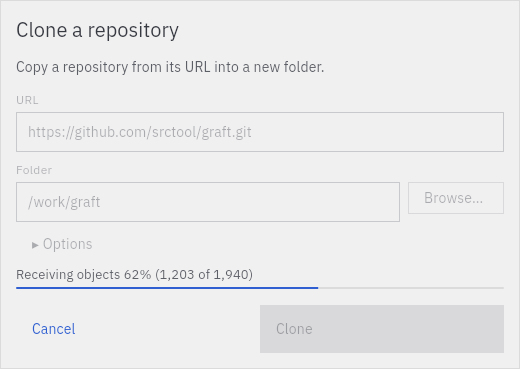 Clone a repository
Copy a repository from its URL into a new folder.
URL
https://github.com/srctool/graft.git
Folder
/work/graft
Browse...
▸ Options
Receiving objects 62% (1,203 of 1,940)
Cancel
Clone